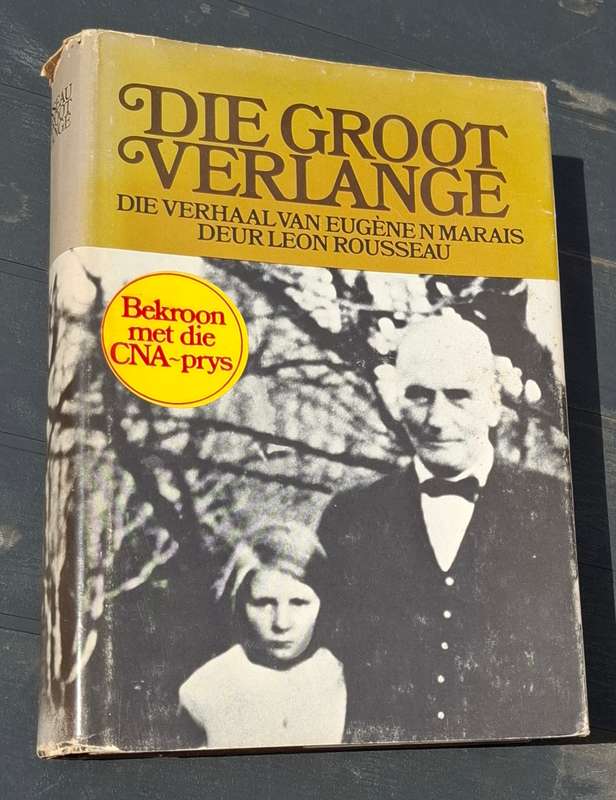 DIE GROOT
VERLANGE
DIE VERHAAL VAN EUGÈNE N MARAIS
DEUR LEON ROUSSEAU
Bekroon
met die
CNA~prys